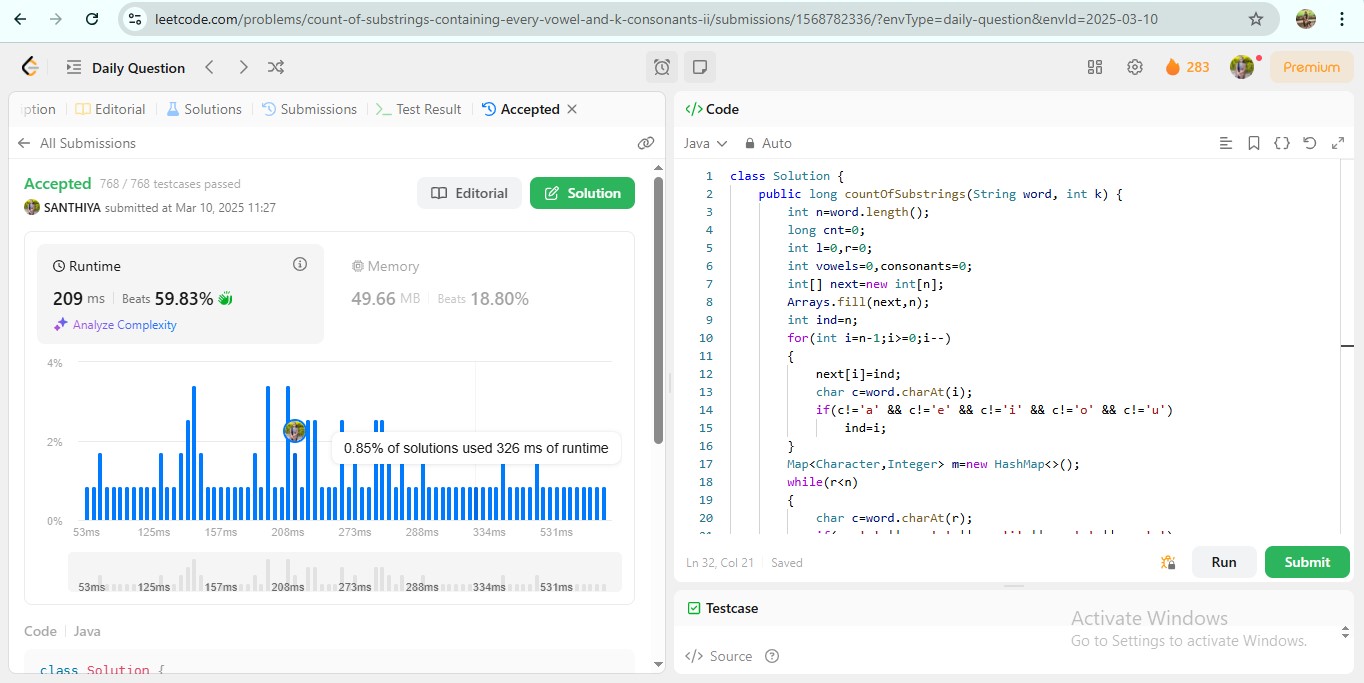 leetcode.com/problems/count-of-substrings-containing-every-vowel-and-k-consonants-ii/submissions/1568782336/?envType=daily-question&envId=2025-03-10
Daily Question
283
Premium
ption
Editorial
Solutions
Submissions
Test Result
Accepted
All Submissions
Accepted 768 / 768 testcases passed
SANTHIYA submitted at Mar 10, 2025 11:27
Editorial
Solution
Runtime
209 ms Beats 59.83%
Analyze Complexity
Memory
49.66 MB Beats 18.80%
4%
2%
0%
0.85% of solutions used 326 ms of runtime
53ms 125ms 157ms 208ms 273ms 288ms 334ms 531ms
53ms 125ms 157ms 208ms 273ms 288ms 334ms 531ms
Code Java
class Solution {
</> Code
Java Auto
1 class Solution {
2 public long countOfSubstrings(String word, int k) {
3 int n=word.length();
4 long cnt=0;
5 int l=0,r=0;
6 int vowels=0,consonants=0;
7 int[] next=new int[n];
8 Arrays.fill(next,n);
9 int ind=n;
10 for(int i=n-1;i>=0;i--)
11 {
12 next[i]=ind;
13 char c=word.charAt(i);
14 if(c!='a' && c!='e' && c!='i' && c!='o' && c!='u')
15 ind=i;
16 }
17 Map<Character,Integer> m=new HashMap<>();
18 while(r<n)
19 {
20 char c=word.charAt(r);
Ln 32, Col 21 Saved
Run
Submit
Testcase
</> Source
Activate Windows
Go to Settings to activate Windows.